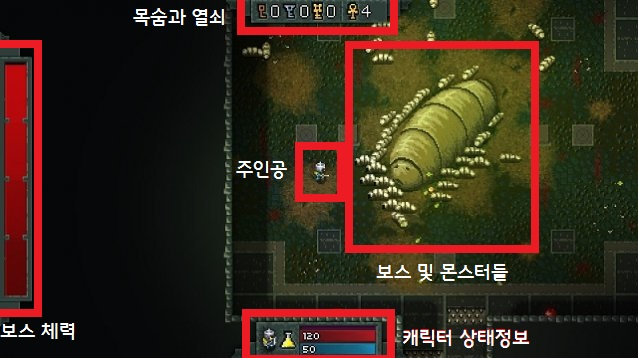 목숨과 열쇠
0 0 0 4
주인공
보스 및 몬스터들
보스 체력
120
50
캐릭터 상태정보